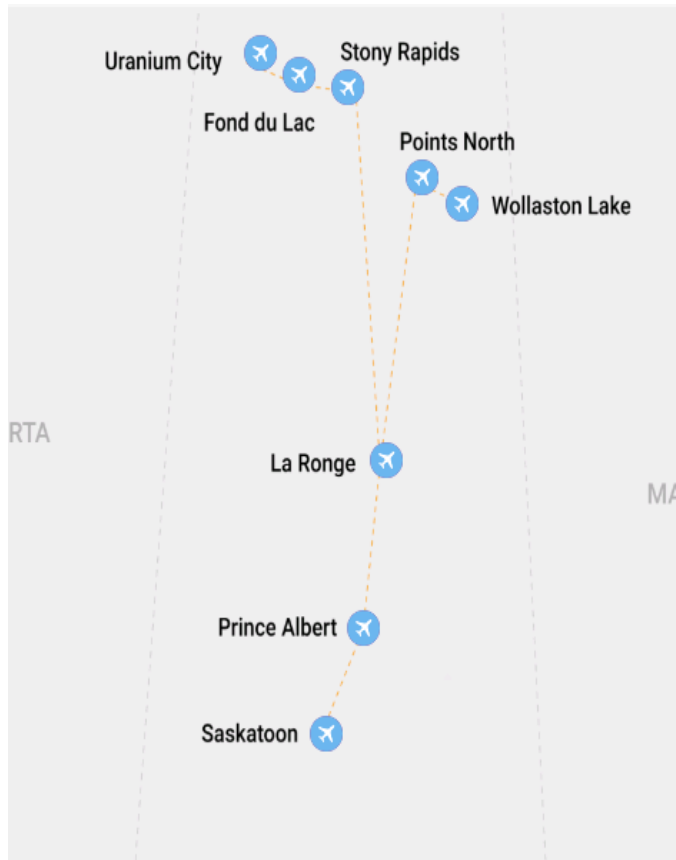 Stony Rapids
Uranium City
Fond du Lac
Points North
Wollaston Lake
RTA
La Ronge
MA
Prince Albert
Saskatoon